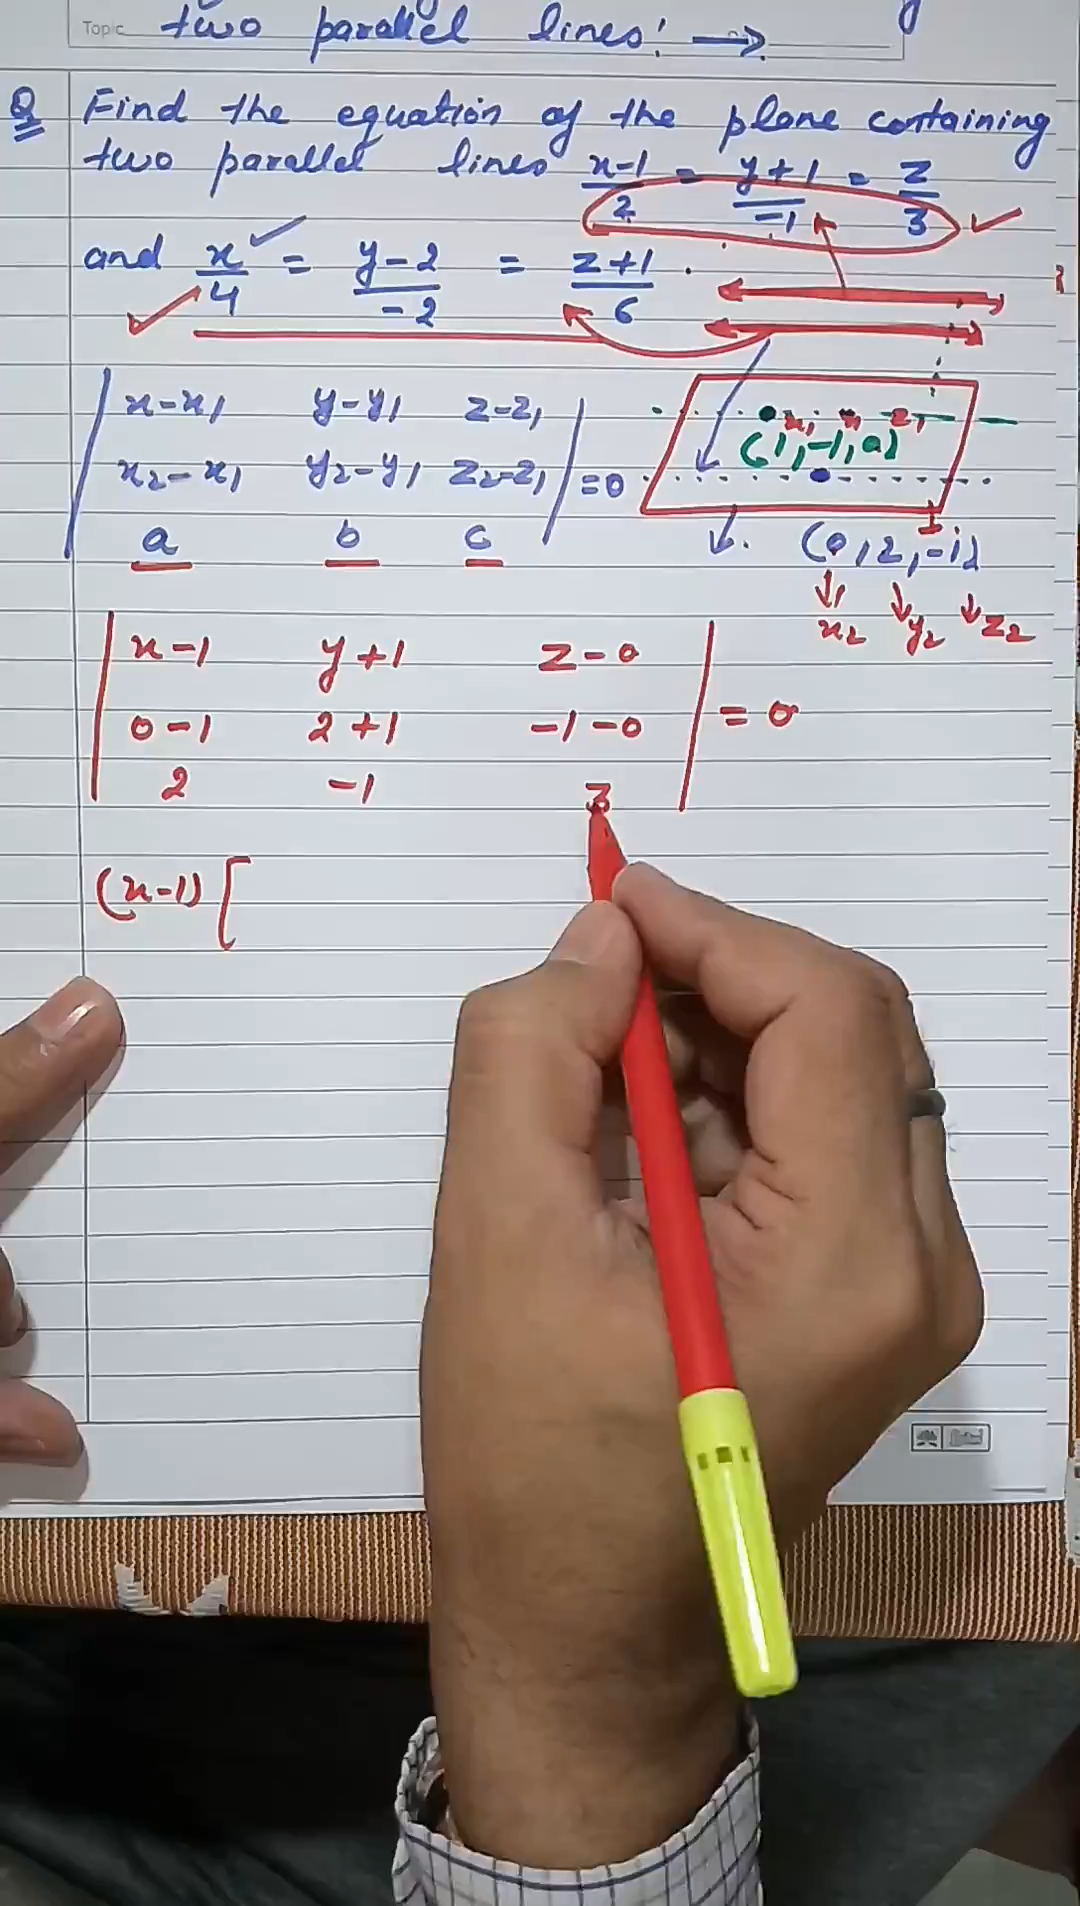 Topic two parallel lines! →
Q Find the equation of the plane containing
two parallel lines x-1/2 = y+1/-1 = z/3
and x/4 = y-2/-2 = z+1/6 .
| x-x₁ y-y₁ z-z₁ |
| x₂-x₁ y₂-y₁ z₂-z₁ | = 0
| a b c |
x₁ y₁ z₁
(1,-1,0)
(0,2,-1)
x₂ y₂ z₂
| x-1 y+1 z-0 |
| 0-1 2+1 -1-0 | = 0
| 2 -1 3 |
(x-1) [